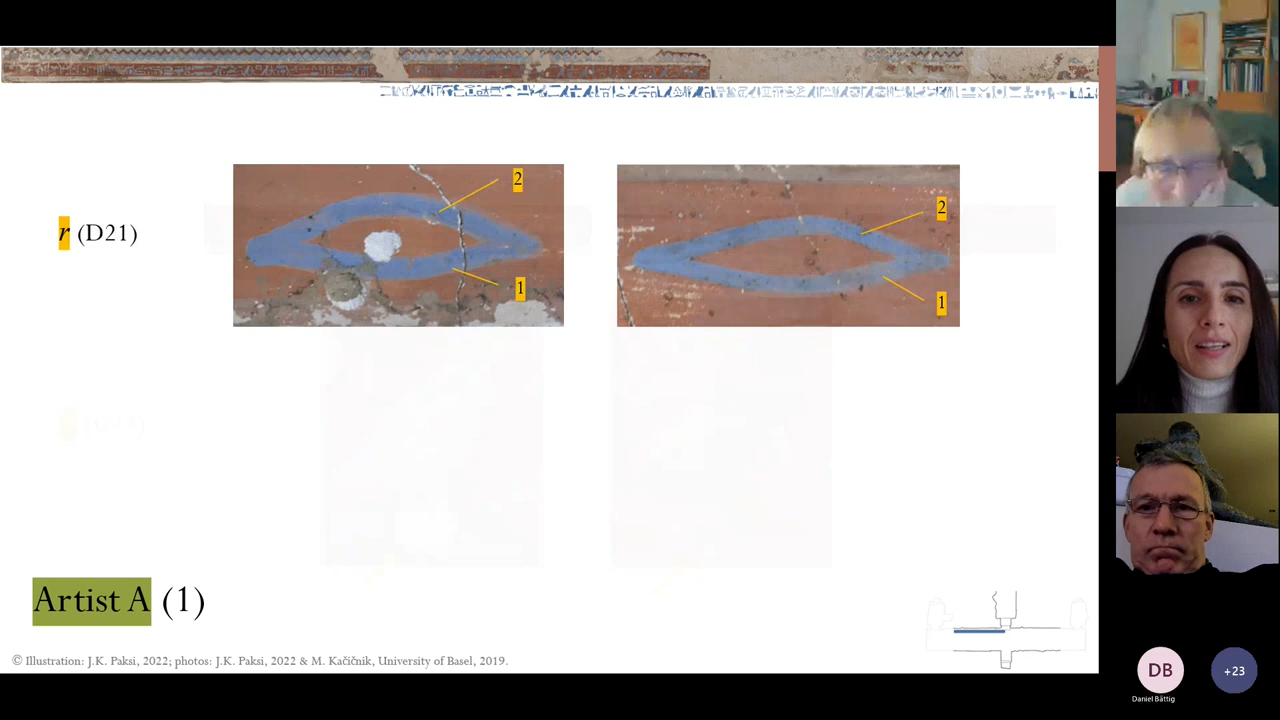 r (D21)
2
1
2
1
Artist A (1)
© Illustration: J.K. Paksi, 2022; photos: J.K. Paksi, 2022 & M. Kačičnik, University of Basel, 2019.
DB
Daniel Bättig
+23